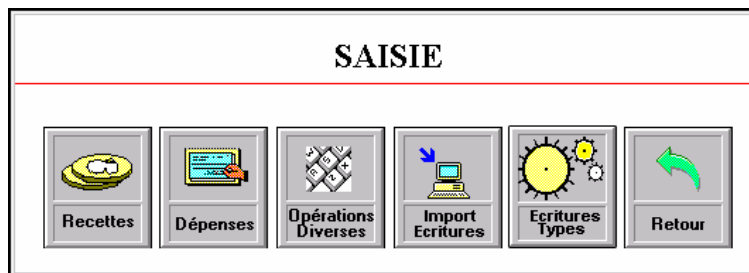 SAISIE
Recettes
Dépenses
Opérations
Diverses
Import
Ecritures
Ecritures
Types
Retour